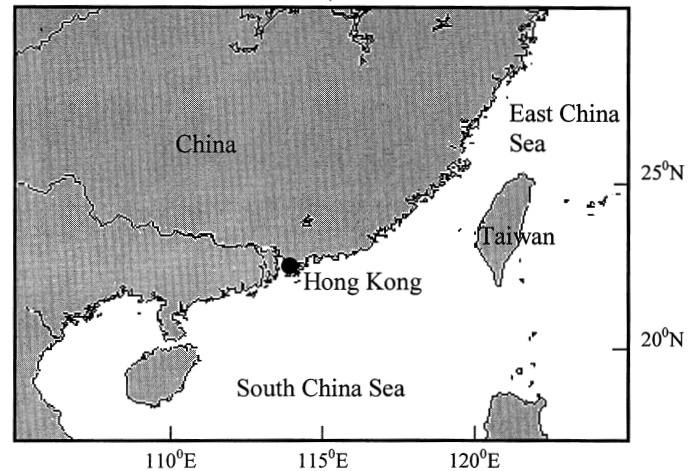 East China
Sea
China
25⁰N
Taiwan
Hong Kong
20⁰N
South China Sea
110⁰E
115⁰E
120⁰E